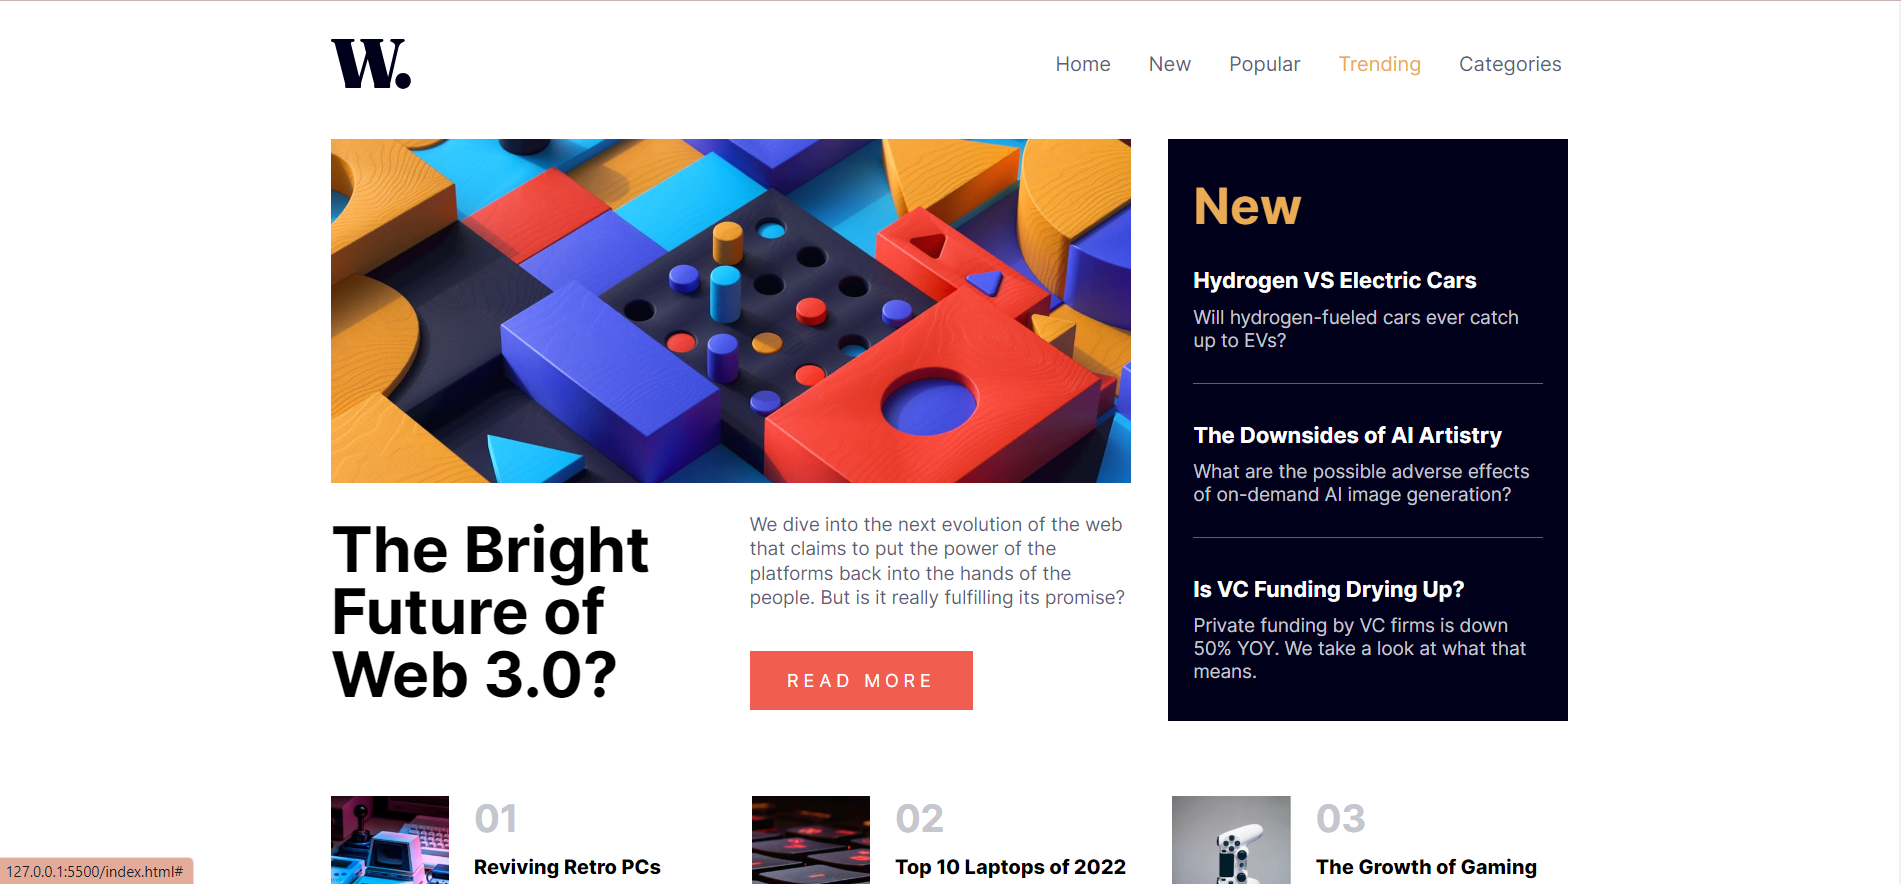 W.
Home New Popular Trending Categories
The Bright
Future of
Web 3.0?
We dive into the next evolution of the web
that claims to put the power of the
platforms back into the hands of the
people. But is it really fulfilling its promise?
READ MORE
New
Hydrogen VS Electric Cars
Will hydrogen-fueled cars ever catch
up to EVs?
The Downsides of AI Artistry
What are the possible adverse effects
of on-demand AI image generation?
Is VC Funding Drying Up?
Private funding by VC firms is down
50% YOY. We take a look at what that
means.
01
Reviving Retro PCs
02
Top 10 Laptops of 2022
03
The Growth of Gaming
127.0.0.1:5500/index.html#